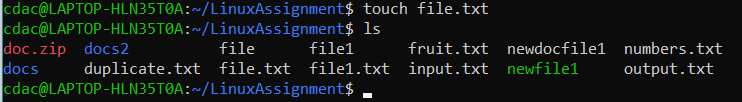 cdac@LAPTOP-HLN35T0A:~/LinuxAssignment$ touch file.txt
cdac@LAPTOP-HLN35T0A:~/LinuxAssignment$ ls
doc.zip  docs2          file      file1      fruit.txt  newdocfile1  numbers.txt
docs     duplicate.txt  file.txt  file1.txt  input.txt  newfile1     output.txt
cdac@LAPTOP-HLN35T0A:~/LinuxAssignment$